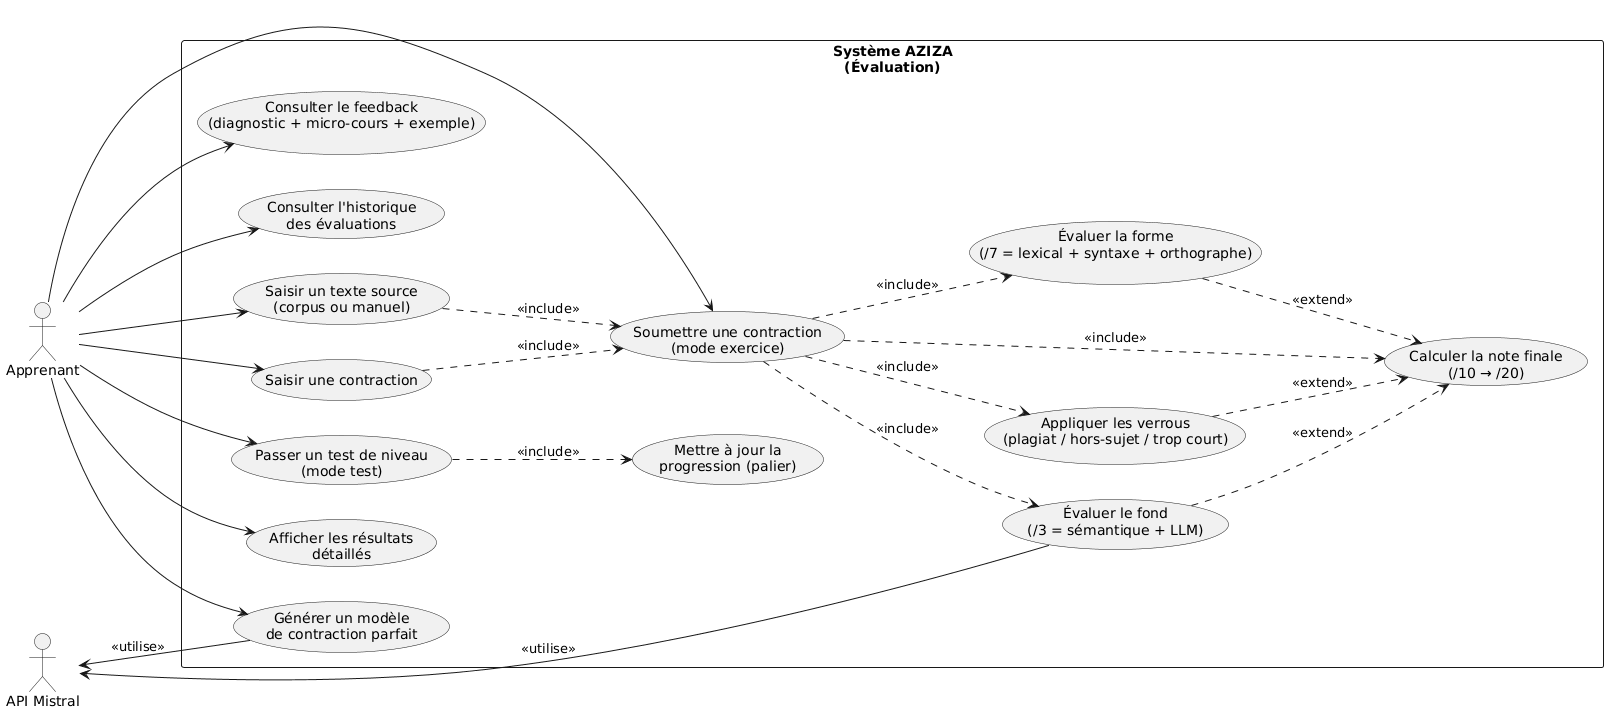 Système AZIZA
(Évaluation)
Consulter le feedback
(diagnostic + micro-cours + exemple)
Consulter l'historique
des évaluations
Évaluer la forme
(/7 = lexical + syntaxe + orthographe)
Saisir un texte source
(corpus ou manuel)
«include»
«include»
«extend»
Apprenant
Soumettre une contraction
(mode exercice)
«include»
«include»
Calculer la note finale
(/10 → /20)
Saisir une contraction
«include»
«extend»
Appliquer les verrous
(plagiat / hors-sujet / trop court)
«include»
«extend»
Passer un test de niveau
(mode test)
«include»
Mettre à jour la
progression (palier)
Évaluer le fond
(/3 = sémantique + LLM)
Afficher les résultats
détaillés
Générer un modèle
de contraction parfait
«utilise»
«utilise»
API Mistral